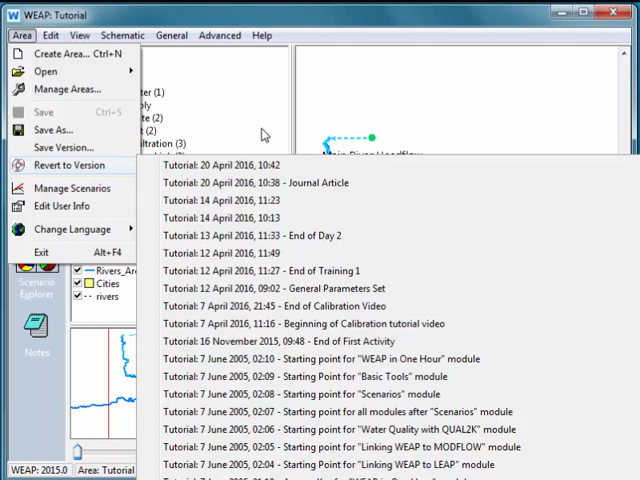 WEAP: Tutorial
Area Edit View Schematic General Advanced Help
Create Area... Ctrl+N
Open
Manage Areas...
ter (1)
Save Ctrl+S
ply
te (2)
Save As...
t (2)
Save Version...
filtration (3)
Revert to Version
Manage Scenarios
Edit User Info
Change Language
Exit Alt+F4
Tutorial: 20 April 2016, 10:42
Tutorial: 20 April 2016, 10:38 - Journal Article
Tutorial: 14 April 2016, 11:23
Tutorial: 14 April 2016, 10:13
Tutorial: 13 April 2016, 11:33 - End of Day 2
Tutorial: 12 April 2016, 11:49
Tutorial: 12 April 2016, 11:27 - End of Training 1
Tutorial: 12 April 2016, 09:02 - General Parameters Set
Tutorial: 7 April 2016, 21:45 - End of Calibration Video
Tutorial: 7 April 2016, 11:16 - Beginning of Calibration tutorial video
Tutorial: 16 November 2015, 09:48 - End of First Activity
Tutorial: 7 June 2005, 02:10 - Starting point for "WEAP in One Hour" module
Tutorial: 7 June 2005, 02:09 - Starting Point for "Basic Tools" module
Tutorial: 7 June 2005, 02:08 - Starting Point for "Scenarios" module
Tutorial: 7 June 2005, 02:07 - Starting Point for all modules after "Scenarios" module
Tutorial: 7 June 2005, 02:06 - Starting Point for "Water Quality with QUAL2K" module
Tutorial: 7 June 2005, 02:05 - Starting Point for "Linking WEAP to MODFLOW" module
Tutorial: 7 June 2005, 02:04 - Starting Point for "Linking WEAP to LEAP" module
Rivers_Are
Cities
rivers
Scenario
Explorer
Notes
WEAP: 2015.0 Area: Tutorial